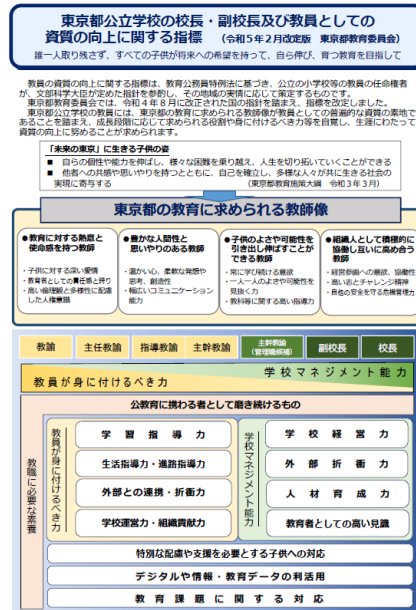 東京都公立学校の校長・副校長及び教員としての
資質の向上に関する指標 （令和5年2月改定版 東京都教育委員会）
誰一人取り残さず、すべての子供が将来への希望を持って、自ら伸び、育つ教育を目指して
教員の資質の向上に関する指標は、教育公務員特例法に基づき、公立の小学校等の教員の任命権者
が、文部科学大臣が定めた指針を参酌し、その地域の実情に応じて策定するものです。
東京都教育委員会では、令和4年8月に改正された国の指針を踏まえ、指標を改定しました。
東京都公立学校の教員には、東京都の教育に求められる教師像が教員としての普遍的な資質の素地で
あることを踏まえ、成長段階に応じて求められる役割や身に付けるべき力等を自覚し、生涯にわたって
資質の向上に努めることが求められます。
「未来の東京」に生きる子供の姿
■ 自らの個性や能力を伸ばし、様々な困難を乗り越え、人生を切り拓いていくことができる
■ 他者への共感や思いやりを持つとともに、自己を確立し、多様な人々が共に生きる社会の
実現に寄与する （東京都教育施策大綱 令和3年3月）
東京都の教育に求められる教師像
●教育に対する熱意と
使命感を持つ教師
・子供に対する深い愛情
・教育者としての責任感と誇り
・高い倫理観と多様性に配慮
した人権意識
●豊かな人間性と
思いやりのある教師
・温かい心、柔軟な発想や
思考、創造性
・幅広いコミュニケーション
能力
●子供のよさや可能性を
引き出し伸ばすことが
できる教師
・常に学び続ける意欲
・一人一人のよさや可能性を
見抜く力
・教科等に関する高い指導力
●組織人として積極的に
協働し互いに高め合う
教師
・経営参画への意欲、協働性
・高い志とチャレンジ精神
・自他の安全を守る危機管理力
教諭 主任教諭 指導教諭 主幹教諭 主幹教諭
(管理職候補) 副校長 校長
学校マネジメント能力
教員が身に付けるべき力
公教育に携わる者として磨き続けるもの
教職に必要な素養
教員が身に付けるべき力
学習指導力
生活指導力・進路指導力
外部との連携・折衝力
学校運営力・組織貢献力
学校マネジメント能力
学校経営力
外部折衝力
人材育成力
教育者としての高い見識
特別な配慮や支援を必要とする子供への対応
デジタルや情報・教育データの利活用
教育課題に関する対応